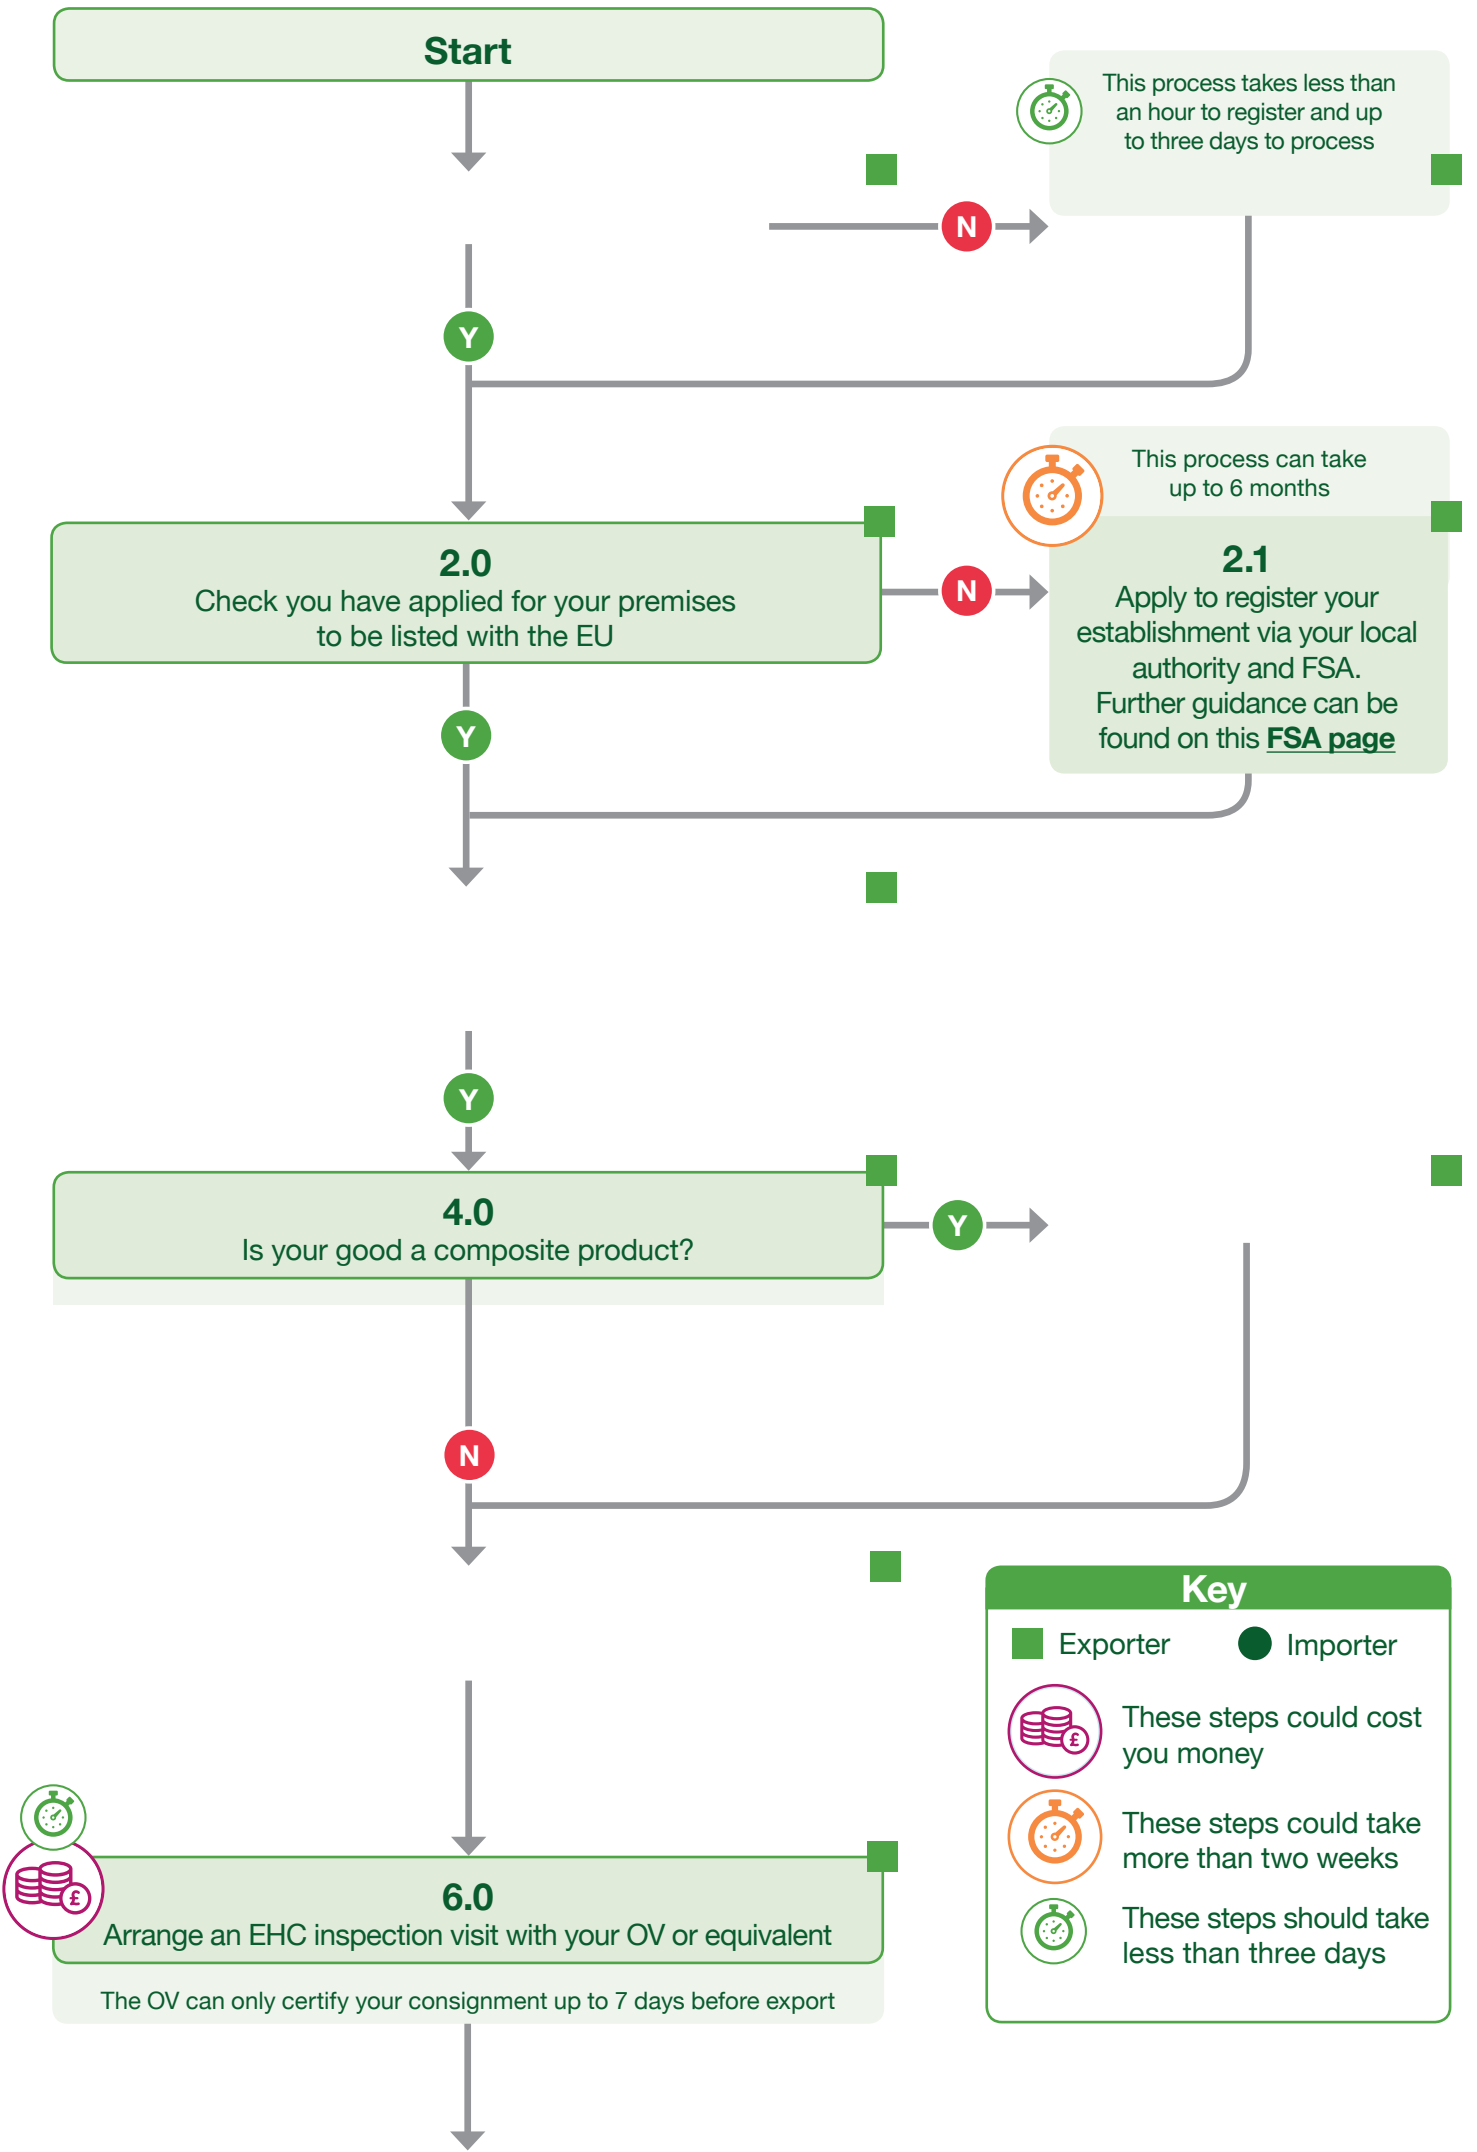 Start
This process takes less than
an hour to register and up
to three days to process
N
Y
This process can take
up to 6 months
2.0
Check you have applied for your premises
to be listed with the EU
N
2.1
Apply to register your
establishment via your local
authority and FSA.
Further guidance can be
found on this FSA page
Y
Y
4.0
Is your good a composite product?
Y
N
Key
Exporter
Importer
£
These steps could cost
you money
These steps could take
more than two weeks
These steps should take
less than three days
£
6.0
Arrange an EHC inspection visit with your OV or equivalent
The OV can only certify your consignment up to 7 days before export